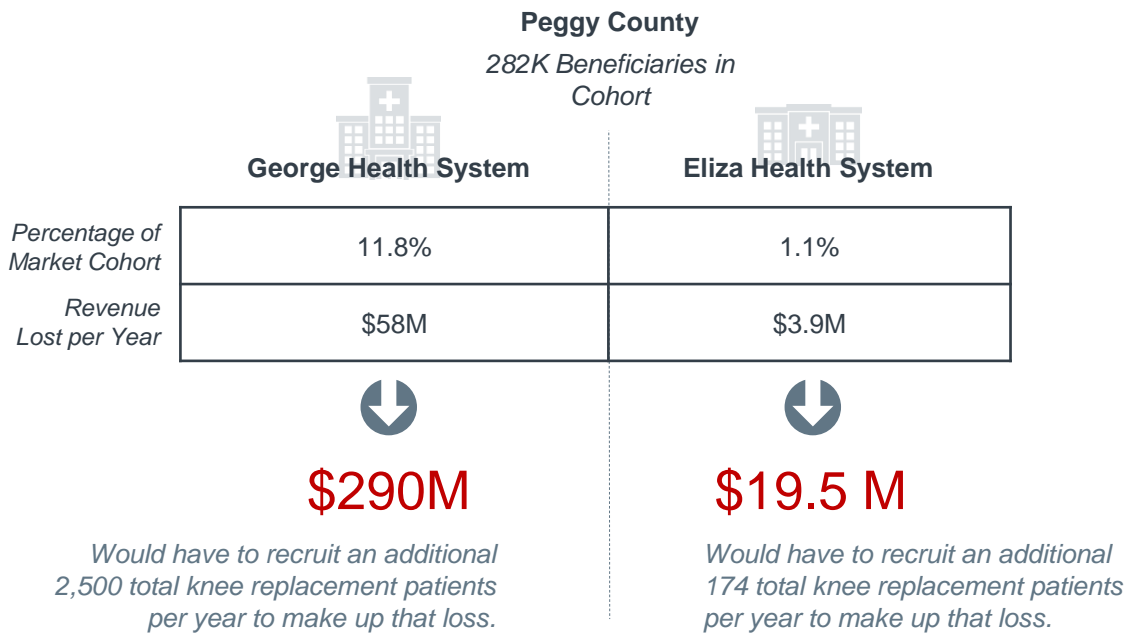 Peggy County
282K Beneficiaries in
Cohort
George Health System
Eliza Health System
Percentage of
Market Cohort
11.8%
1.1%
Revenue
Lost per Year
$58M
$3.9M
$290M
$19.5 M
Would have to recruit an additional
2,500 total knee replacement patients
per year to make up that loss.
Would have to recruit an additional
174 total knee replacement patients
per year to make up that loss.